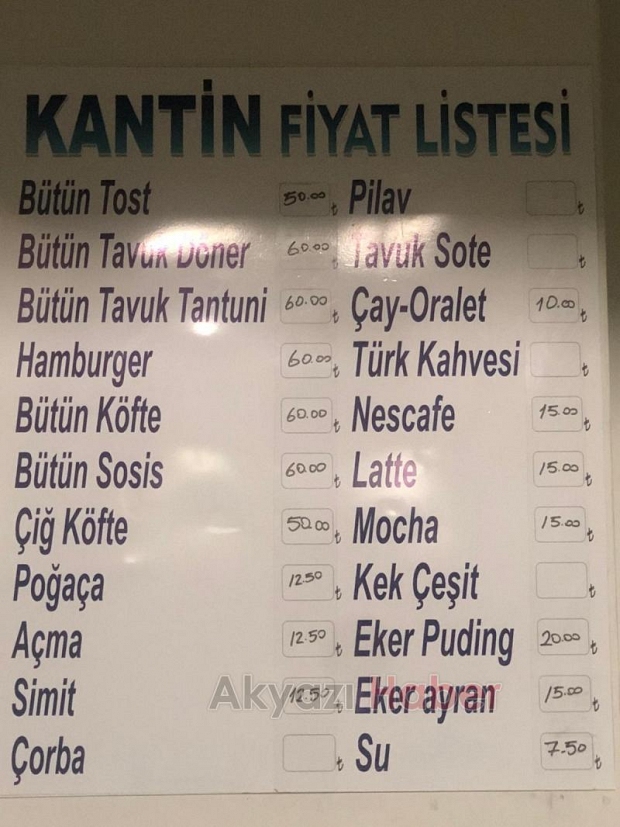 KANTİN FİYAT LİSTESİ
Bütün Tost 50.00 ₺ Pilav ₺
Bütün Tavuk Döner 60.00 ₺ Tavuk Sote ₺
Bütün Tavuk Tantuni 60.00 ₺ Çay-Oralet 10.00 ₺
Hamburger 60.00 ₺ Türk Kahvesi ₺
Bütün Köfte 60.00 ₺ Nescafe 15.00 ₺
Bütün Sosis 60.00 ₺ Latte 15.00 ₺
Çiğ Köfte 50.00 ₺ Mocha 15.00 ₺
Poğaça 12.50 ₺ Kek Çeşit ₺
Açma 12.50 ₺ Eker Puding 20.00 ₺
Simit 12.50 ₺ Eker ayran 15.00 ₺
Akyazı Haber
Çorba ₺ Su 7.50 ₺